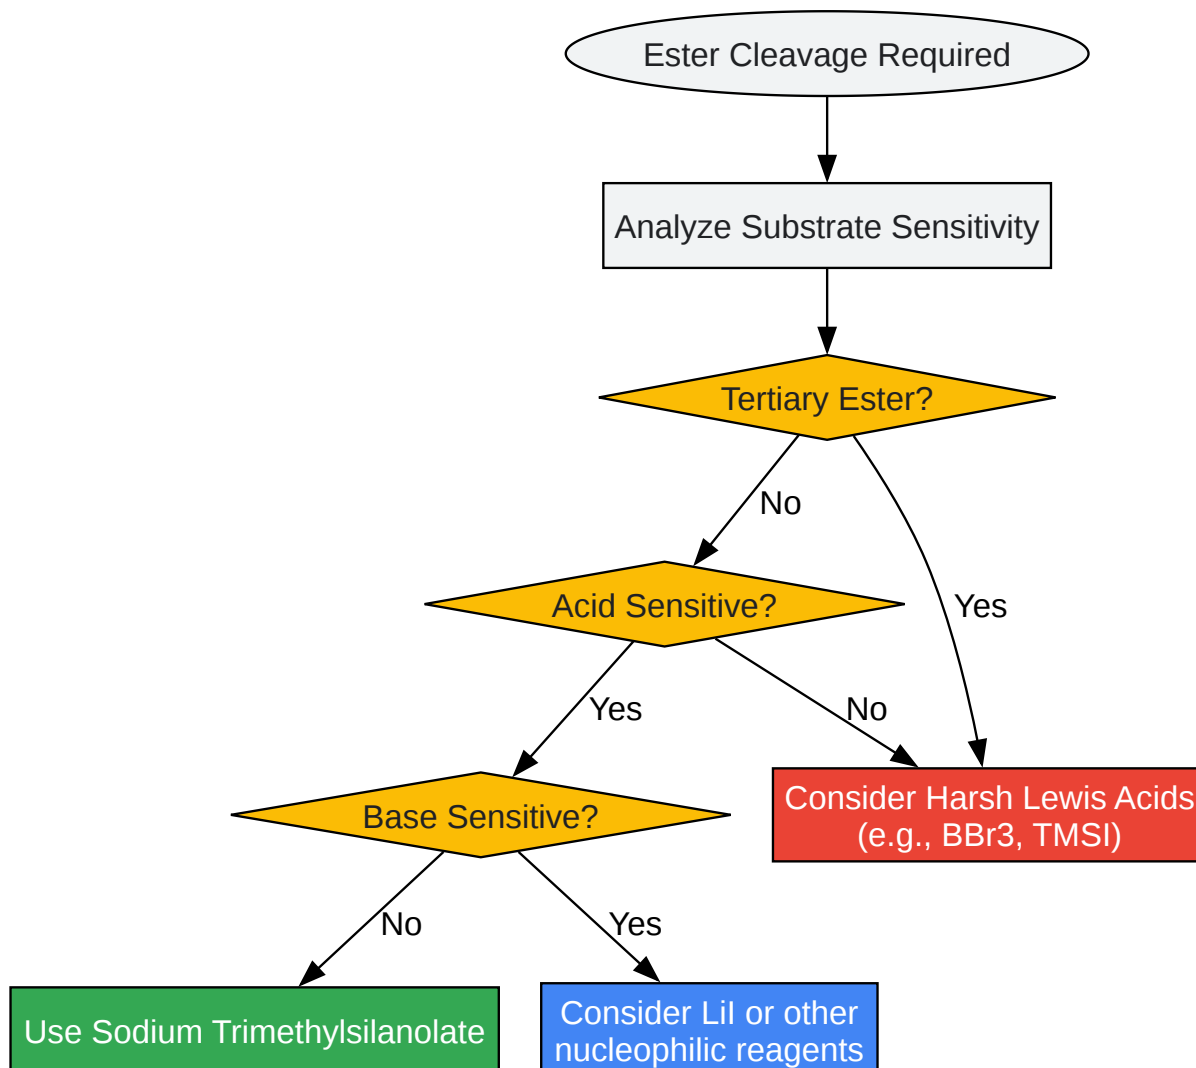 Ester Cleavage Required
Analyze Substrate Sensitivity
Tertiary Ester?
No
Acid Sensitive?
Yes
Yes
No
Consider Harsh Lewis Acids
(e.g., BBr3, TMSI)
Base Sensitive?
No
Yes
Use Sodium Trimethylsilanolate
Consider LiI or other
nucleophilic reagents